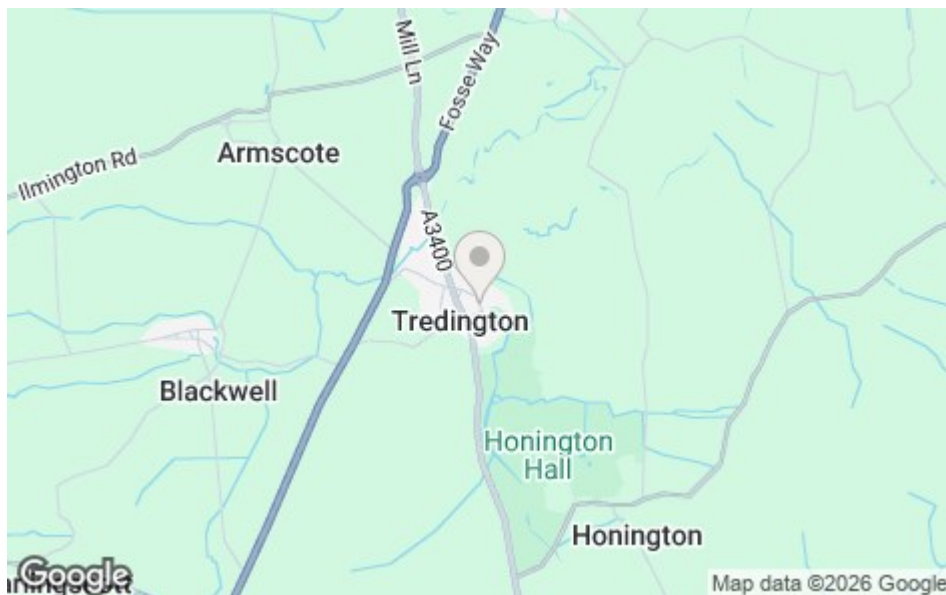 Mill Ln
Fosse Way
Armscote
Ilmington Rd
A3400
Tredington
Blackwell
Honington
Hall
Honington
Google
Map data ©2026 Google